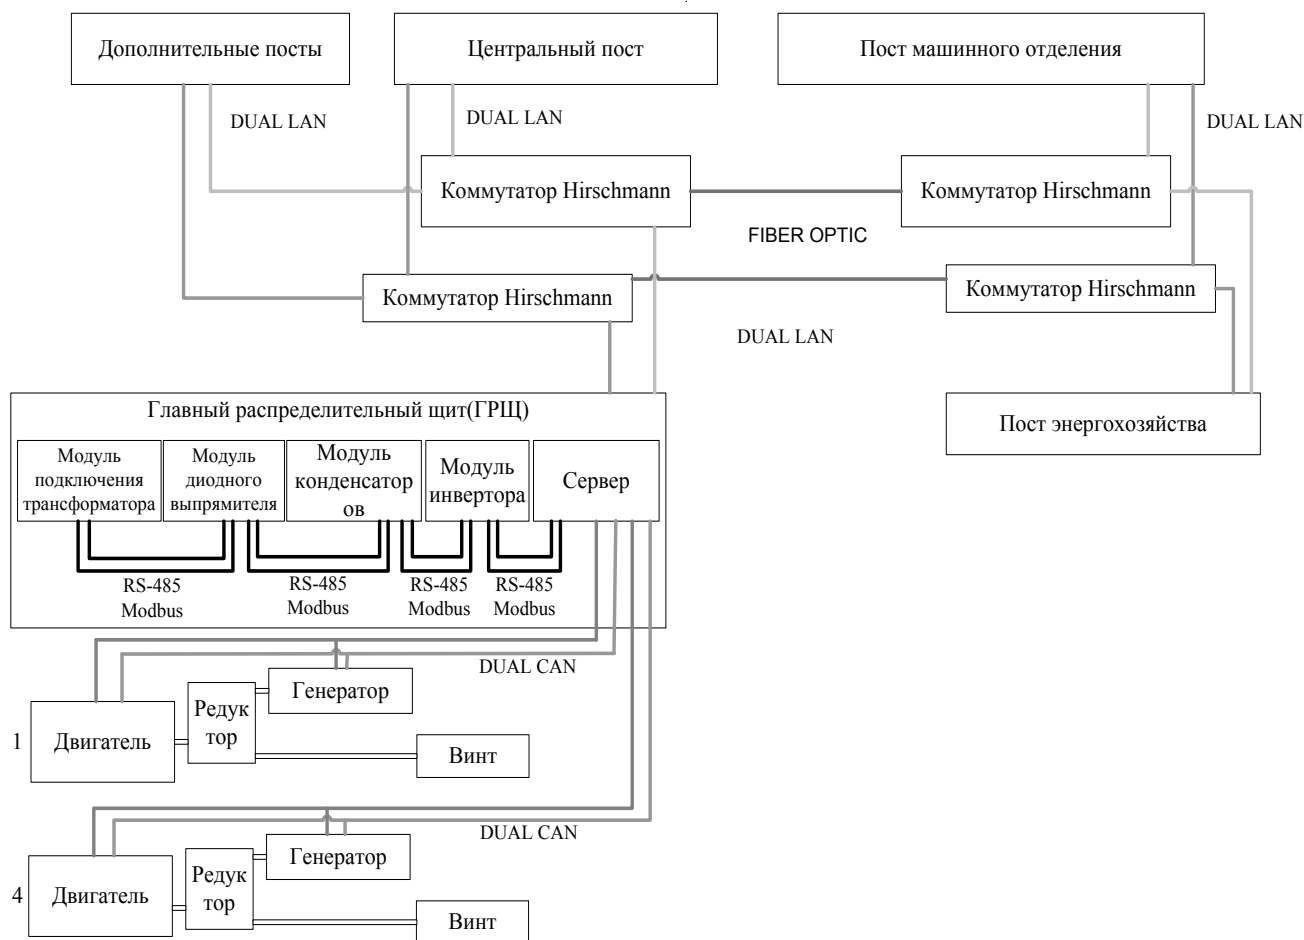 Дополнительные посты
Центральный пост
Пост машинного отделения
DUAL LAN
DUAL LAN
DUAL LAN
Коммутатор Hirschmann
Коммутатор Hirschmann
FIBER OPTIC
Коммутатор Hirschmann
Коммутатор Hirschmann
DUAL LAN
Главный распределительный щит(ГРЩ)
Пост энергохозяйства
Модуль
подключения
трансформатора
Модуль
диодного
выпрямителя
Модуль
конденсатор
ов
Модуль
инвертора
Сервер
RS-485
Modbus
RS-485
Modbus
RS-485
Modbus
RS-485
Modbus
DUAL CAN
Генератор
Редук
тор
1
Двигатель
Винт
DUAL CAN
Генератор
Редук
тор
4
Двигатель
Винт